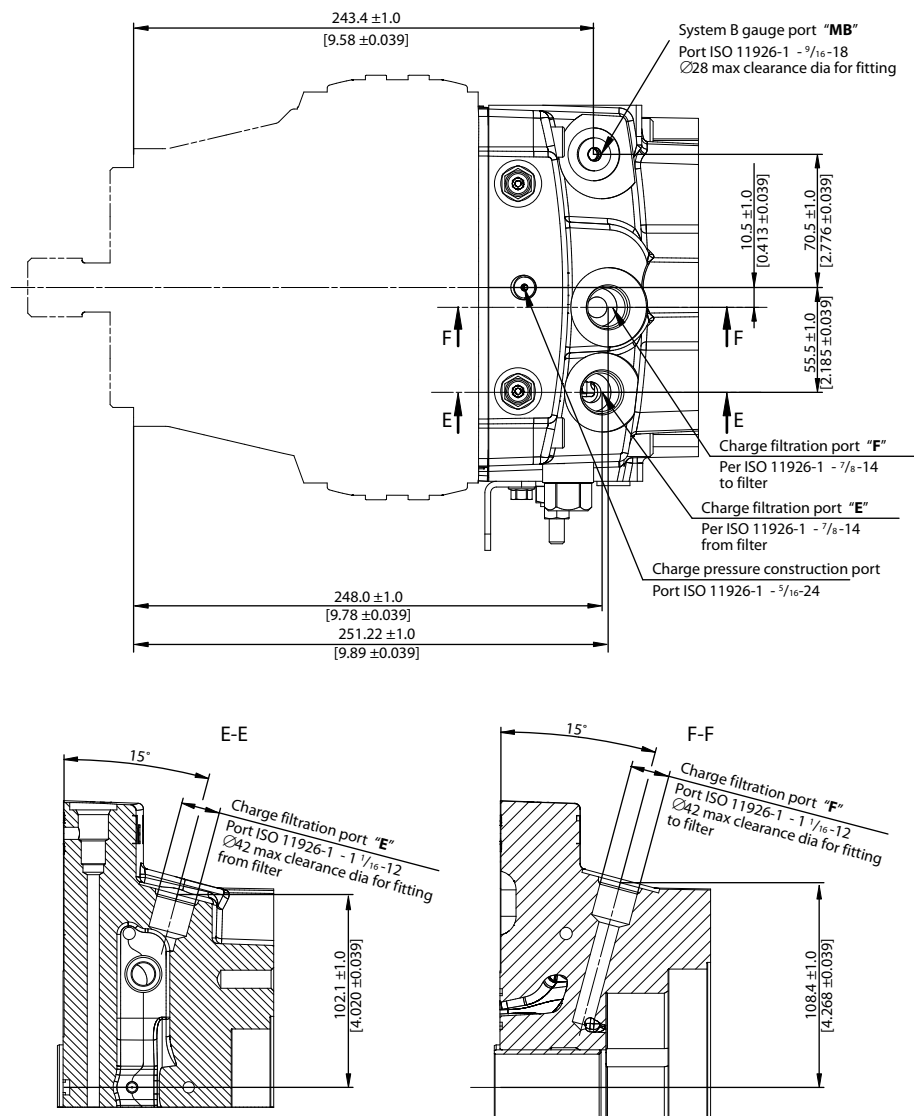 243.4 ±1.0
[9.58 ±0.039]
System B gauge port "MB"
Port ISO 11926-1 - 9/16-18
∅28 max clearance dia for fitting
10.5 ±1.0
[0.413 ±0.039]
70.5 ±1.0
[2.776 ±0.039]
55.5 ±1.0
[2.185 ±0.039]
F
F
E
E
Charge filtration port "F"
Per ISO 11926-1 - 7/8-14
to filter
Charge filtration port "E"
Per ISO 11926-1 - 7/8-14
from filter
Charge pressure construction port
Port ISO 11926-1 - 5/16-24
248.0 ±1.0
[9.78 ±0.039]
251.22 ±1.0
[9.89 ±0.039]
E-E
15°
Charge filtration port "E"
Port ISO 11926-1 - 1 1/16-12
∅42 max clearance dia for fitting
from filter
102.1 ±1.0
[4.020 ±0.039]
F-F
15°
Charge filtration port "F"
Port ISO 11926-1 - 1 1/16-12
∅42 max clearance dia for fitting
to filter
108.4 ±1.0
[4.268 ±0.039]